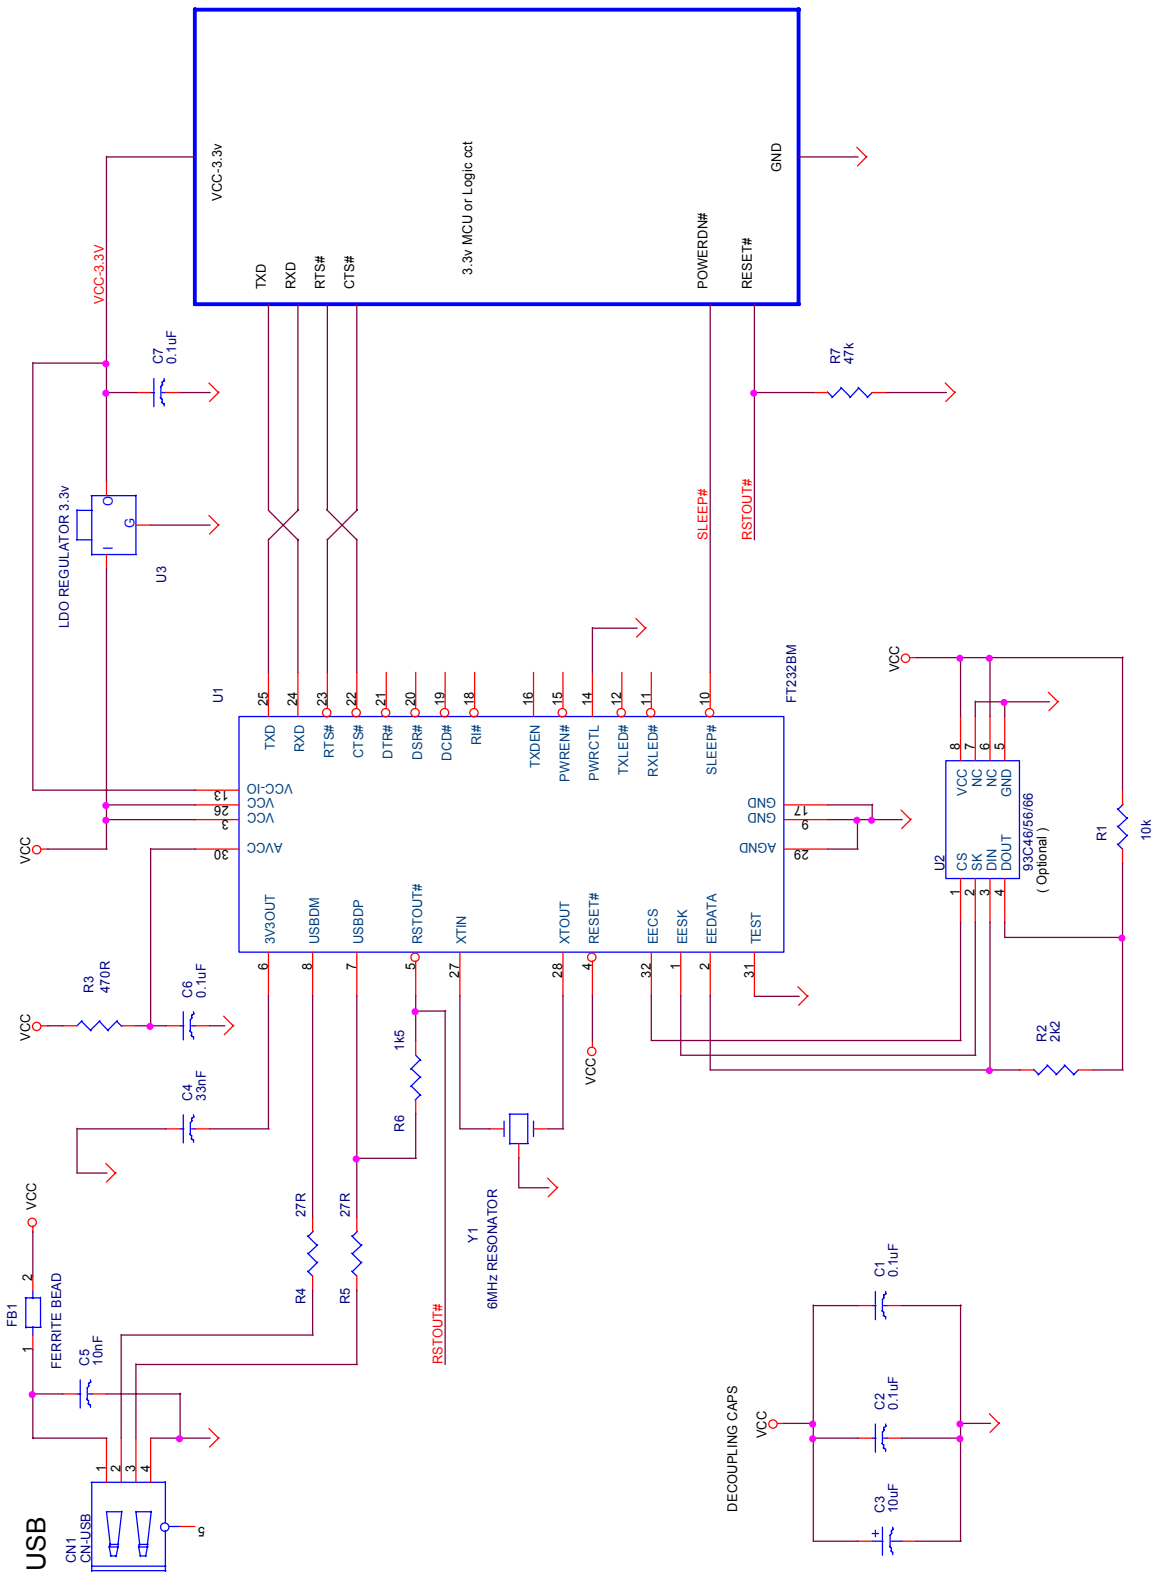 USB
CN1
CN-USB
1
2
3
4
5
FB1
FERRITE BEAD
1
2
VCC
C5
10nF
R4
27R
R5
27R
RSTOUT#
C4
33nF
VCC
R3
470R
C6
0.1uF
R6
1k5
Y1
6MHz RESONATOR
VCC
DECOUPLING CAPS
VCC
C3
10uF
+
C2
0.1uF
C1
0.1uF
VCC
U1
FT232BM
6
3V3OUT
8
USBDM
7
USBDP
5
RSTOUT#
27
XTIN
28
XTOUT
4
RESET#
32
EECS
1
EESK
2
EEDATA
31
TEST
30
AVCC
3
VCC
26
VCC
13
VCC-IO
29
AGND
9
GND
17
GND
TXD
25
RXD
24
RTS#
23
CTS#
22
DTR#
21
DSR#
20
DCD#
19
RI#
18
TXDEN
16
PWREN#
15
PWRCTL
14
TXLED#
12
RXLED#
11
SLEEP#
10
LDO REGULATOR 3.3v
U3
I
G
O
C7
0.1uF
VCC-3.3V
VCC-3.3v
TXD
RXD
RTS#
CTS#
3.3v MCU or Logic cct
POWERDN#
RESET#
GND
SLEEP#
RSTOUT#
R7
47k
U2
93C46/56/66
( Optional )
1
CS
2
SK
3
DIN
4
DOUT
VCC
8
NC
7
NC
6
GND
5
VCC
R1
10k
R2
2k2